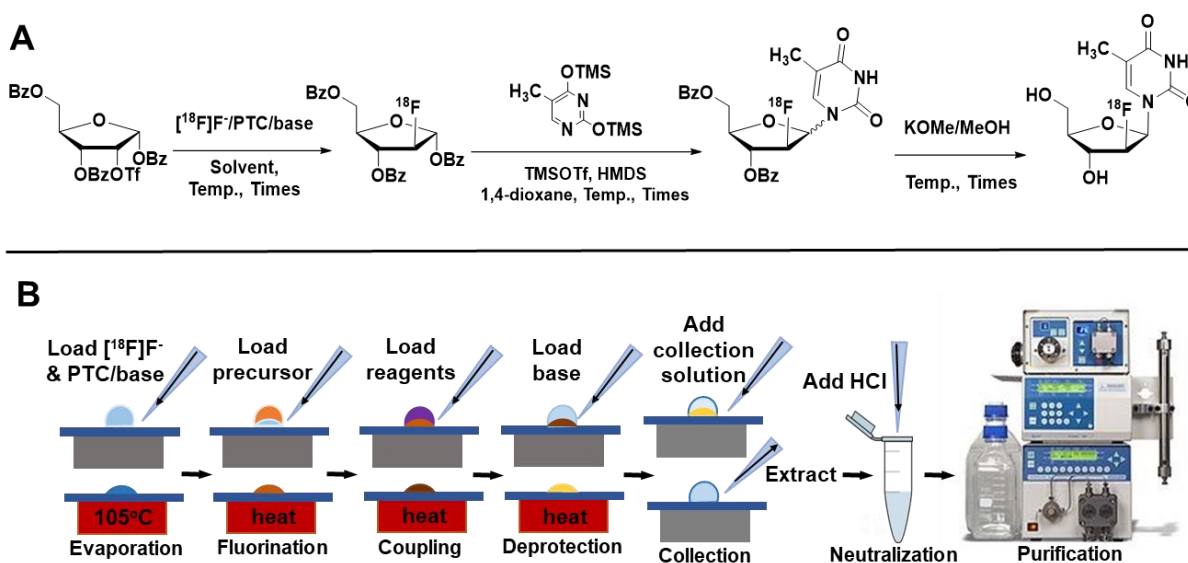 A
BzO
O
OBz
BzO
OTf
[¹⁸F]F⁻/PTC/base
Solvent,
Temp., Times
BzO
¹⁸F
O
OBz
OBz
OTMS
H₃C
N
N
OTMS
TMSOTf, HMDS
1,4-dioxane, Temp., Times
O
H₃C
NH
N
O
BzO
¹⁸F
O
OBz
KOMe/MeOH
Temp., Times
O
H₃C
NH
N
O
HO
¹⁸F
O
OH
B
Load [¹⁸F]F⁻
& PTC/base
Load
precursor
Load
reagents
Load
base
Add
collection
solution
Add HCl
105°C
heat
heat
heat
Extract
Evaporation
Fluorination
Coupling
Deprotection
Collection
Neutralization
Purification